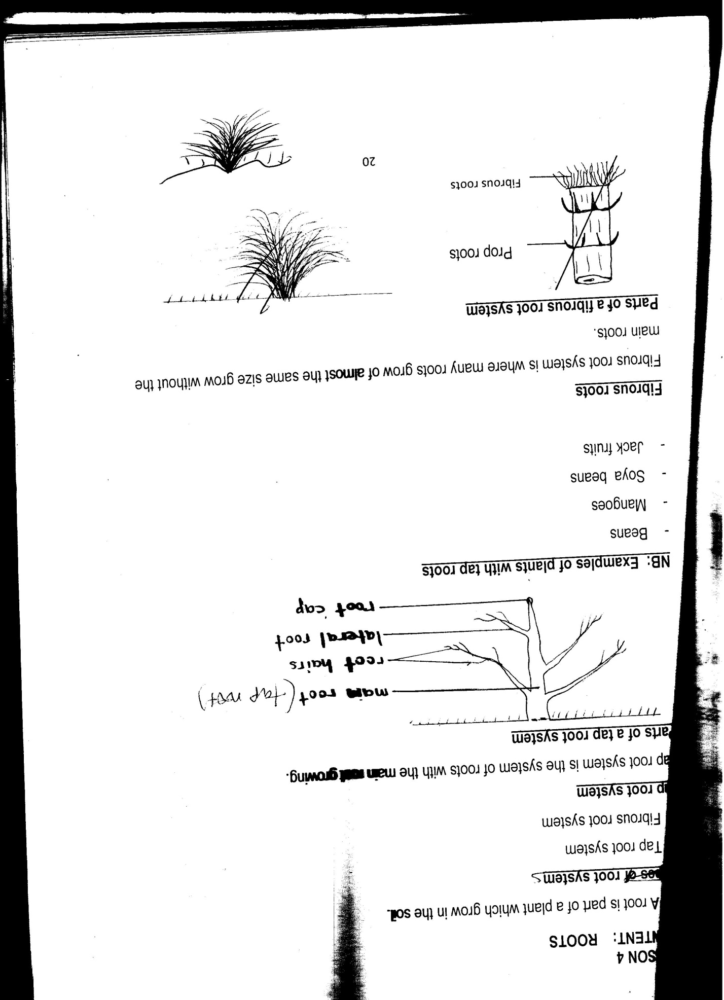 SON 4
NTENT: ROOTS
A root is part of a plant which grow in the soil.
pes of root systems
Tap root system
Fibrous root system
ap root system
ap root system is the system of roots with the main root growing.
Parts of a tap root system
main root (tap root)
root hairs
lateral root
root cap
NB: Examples of plants with tap roots
- Beans
- Mangoes
- Soya beans
- Jack fruits
Fibrous roots
Fibrous root system is where many roots grow of almost the same size grow without the
main roots.
Parts of a fibrous root system
Prop roots
Fibrous roots
20